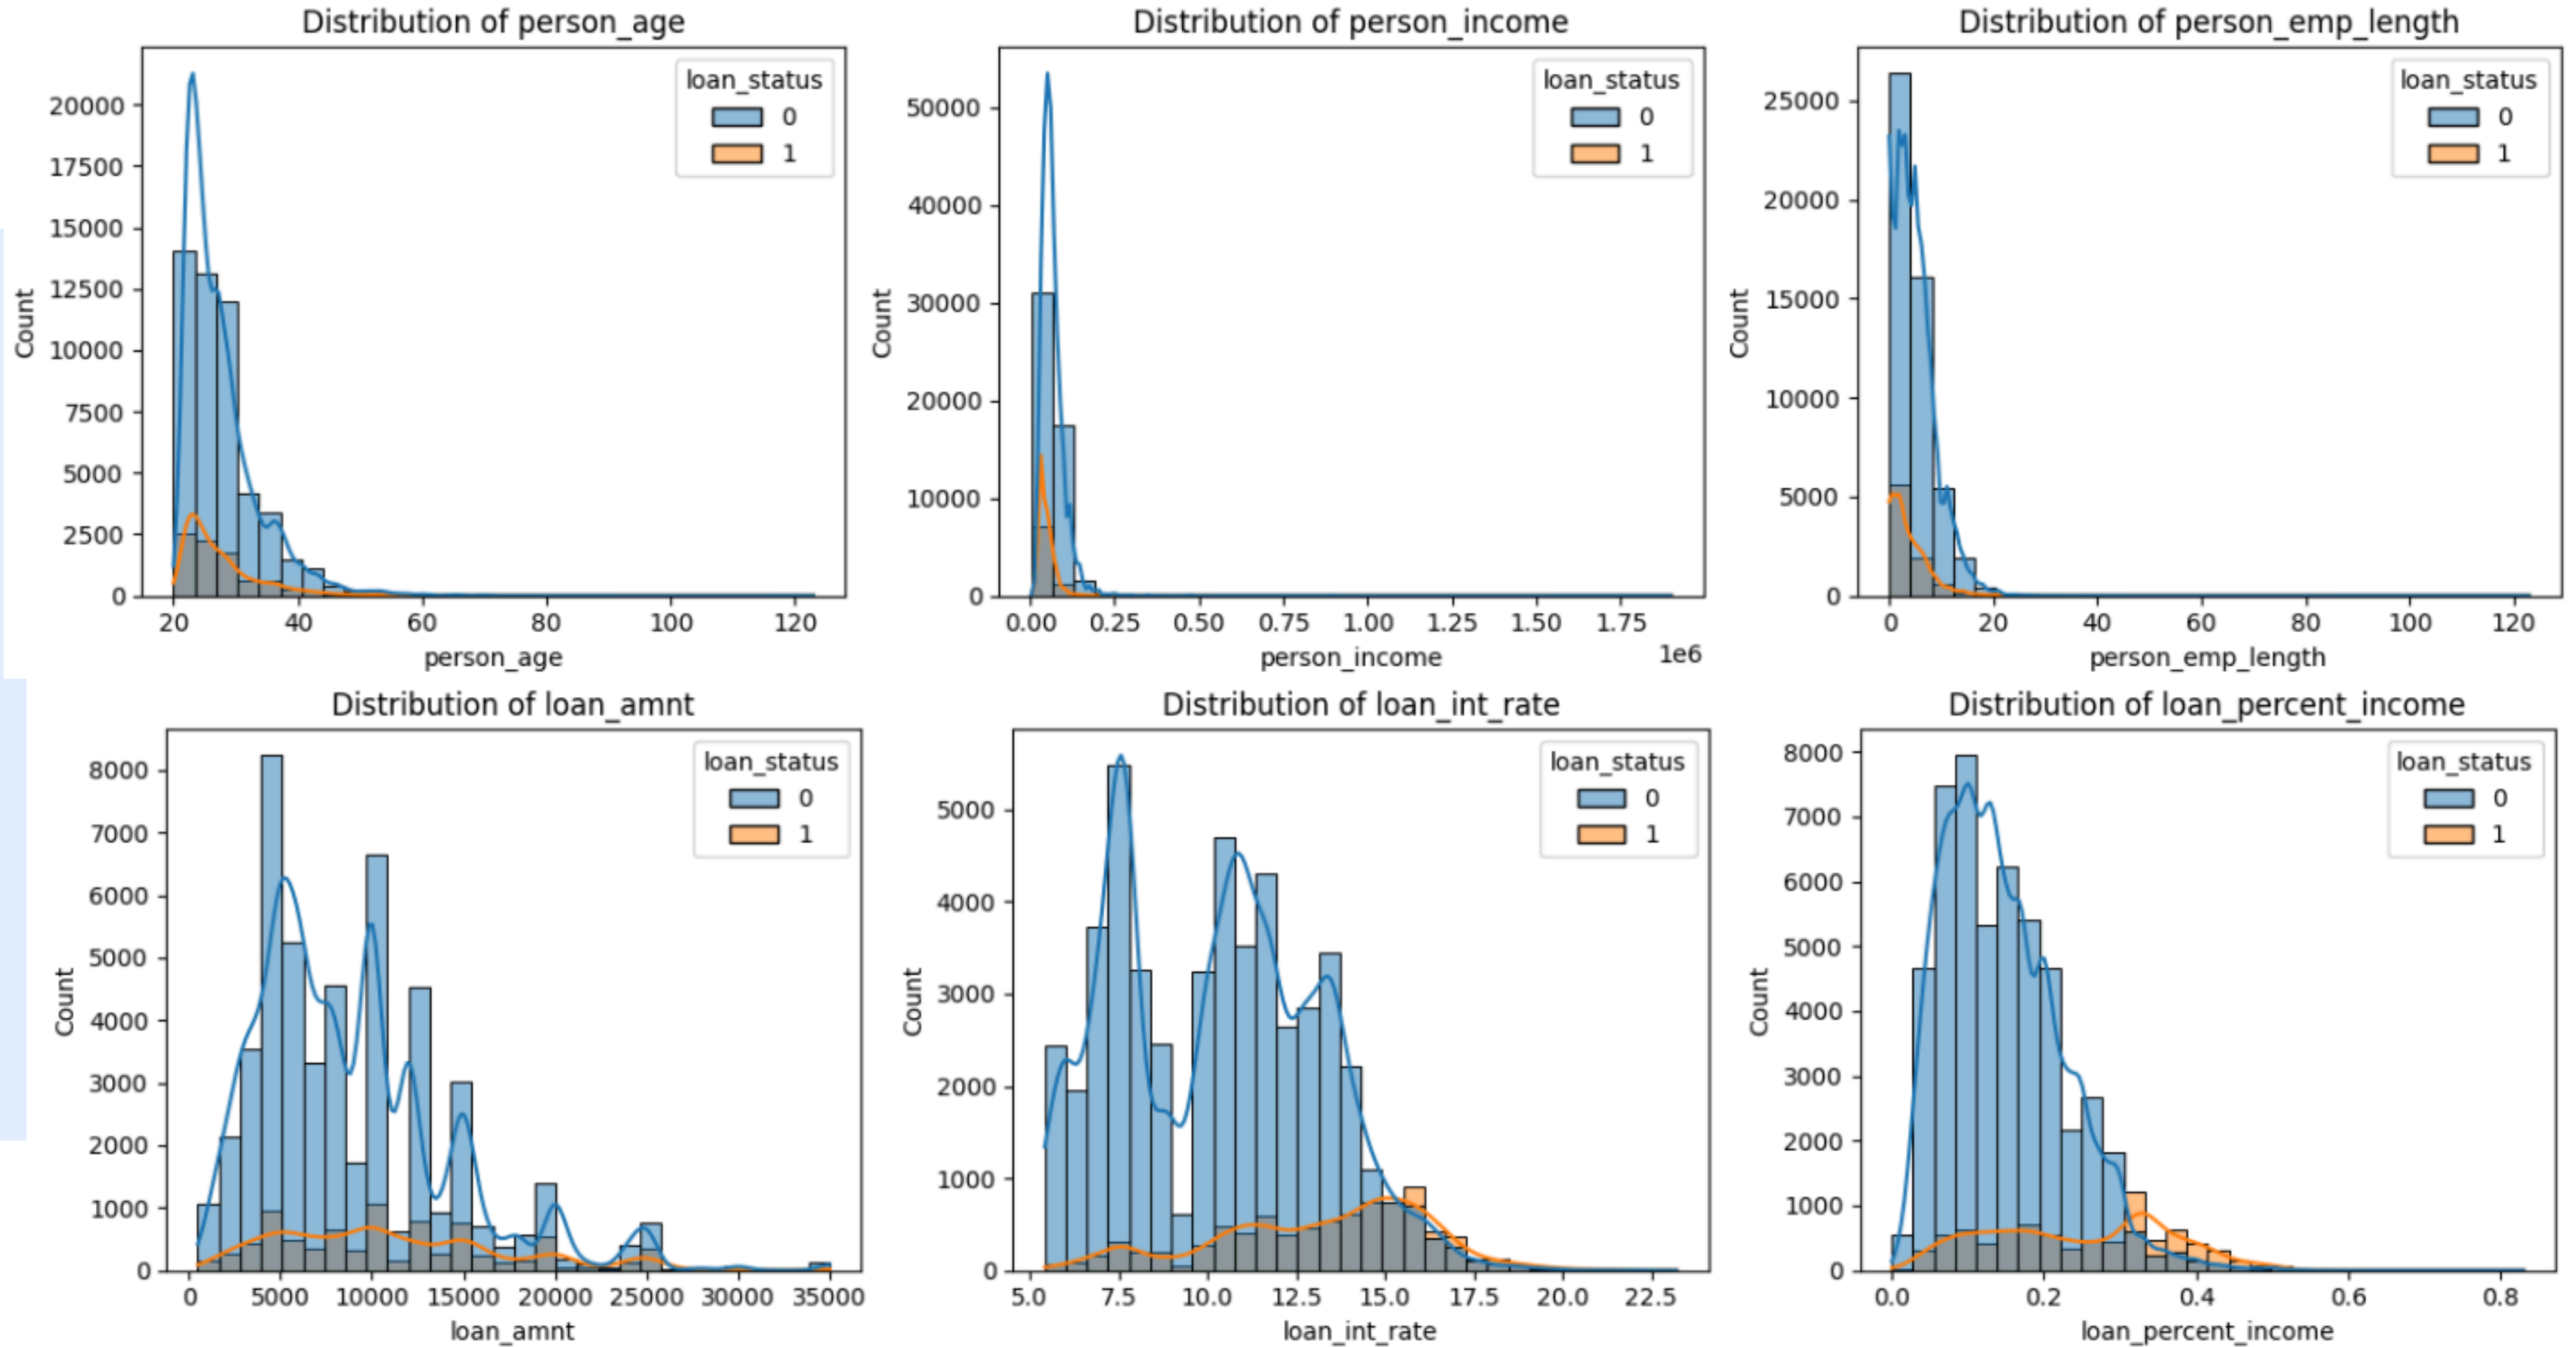 Distribution of person_age
loan_status
0
1
20000
17500
15000
12500
10000
7500
5000
2500
0
Count
20 40 60 80 100 120
person_age
Distribution of person_income
loan_status
0
1
50000
40000
30000
20000
10000
0
Count
0.00 0.25 0.50 0.75 1.00 1.25 1.50 1.75
1e6
person_income
Distribution of person_emp_length
loan_status
0
1
25000
20000
15000
10000
5000
0
Count
0 20 40 60 80 100 120
person_emp_length
Distribution of loan_amnt
loan_status
0
1
8000
7000
6000
5000
4000
3000
2000
1000
0
Count
0 5000 10000 15000 20000 25000 30000 35000
loan_amnt
Distribution of loan_int_rate
loan_status
0
1
5000
4000
3000
2000
1000
0
Count
5.0 7.5 10.0 12.5 15.0 17.5 20.0 22.5
loan_int_rate
Distribution of loan_percent_income
loan_status
0
1
8000
7000
6000
5000
4000
3000
2000
1000
0
Count
0.0 0.2 0.4 0.6 0.8
loan_percent_income